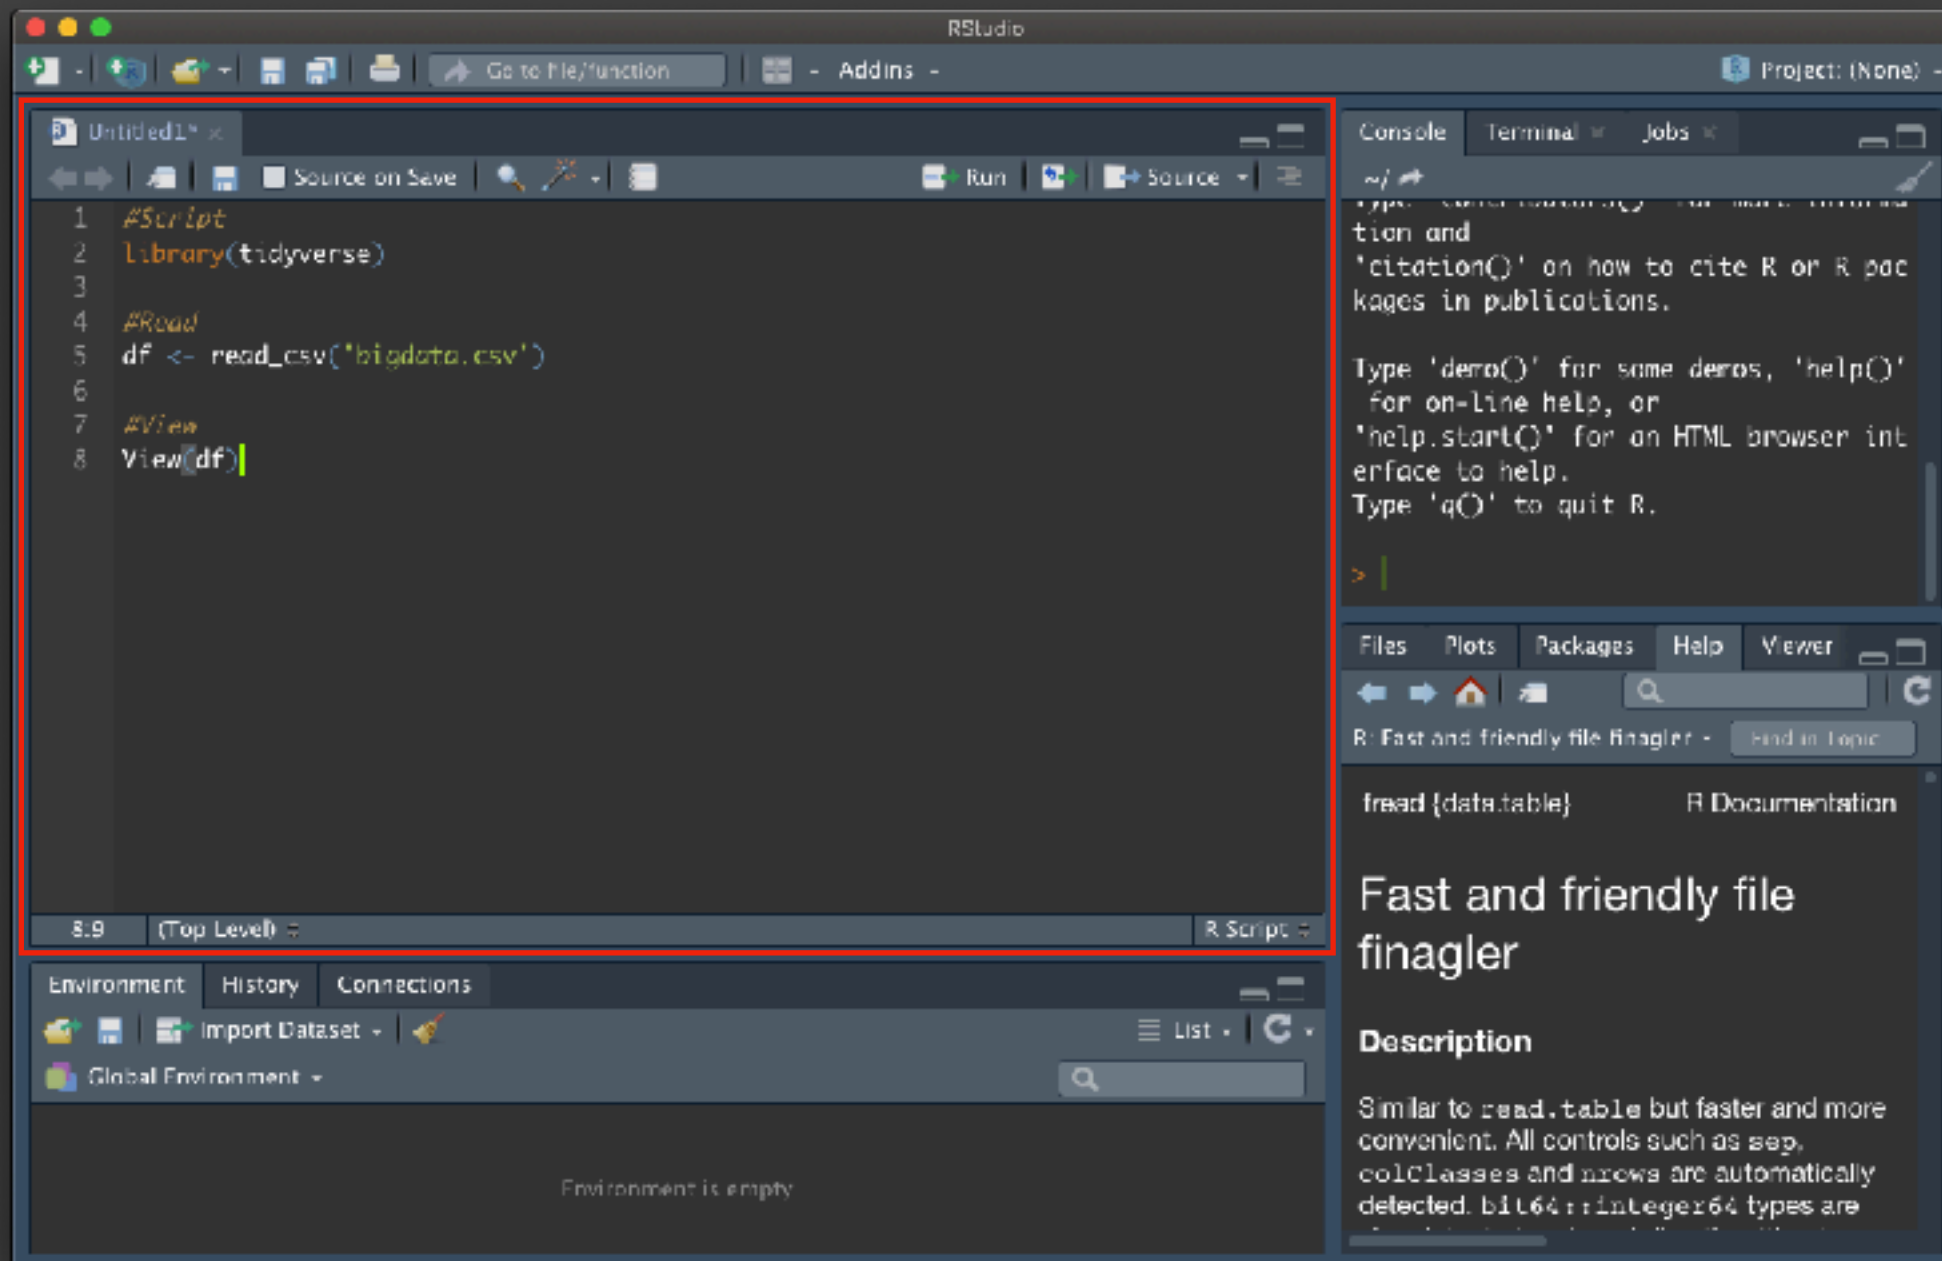 RStudio
Go to file/function
Addins
Project: (None)
Untitled1*
Source on Save
Run
Source
1 #Script
2 library(tidyverse)
3
4 #Read
5 df <- read_csv('bigdata.csv')
6
7 #View
8 View(df)
8:9
(Top Level)
R Script
Environment
History
Connections
Import Dataset
List
Global Environment
Environment is empty
Console
Terminal
Jobs
~/
Type 'contributors()' for more informa
tion and
'citation()' on how to cite R or R pac
kages in publications.
Type 'demo()' for some demos, 'help()'
for on-line help, or
'help.start()' for an HTML browser int
erface to help.
Type 'q()' to quit R.
>
Files
Plots
Packages
Help
Viewer
R: Fast and friendly file finagler
Find in Topic
fread {data.table}
R Documentation
Fast and friendly file
finagler
Description
Similar to read.table but faster and more
convenient. All controls such as sep,
colClasses and nrows are automatically
detected. bit64::integer64 types are